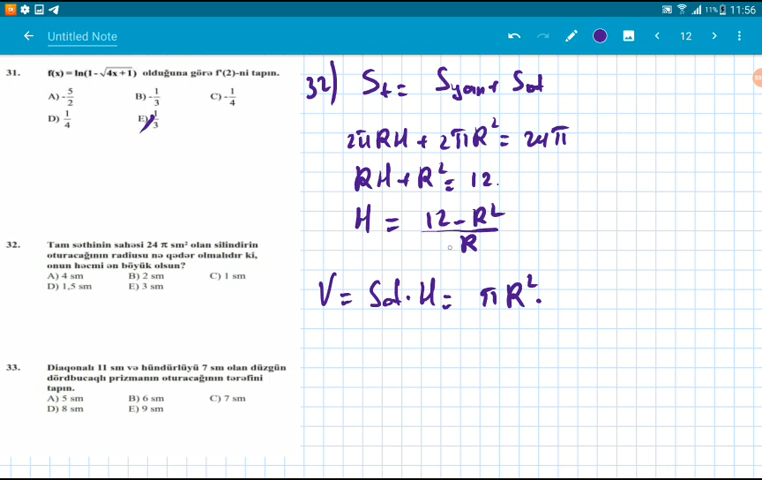 11% 11:56
Untitled Note
12
31. f(x) = ln(1-√4x+1) olduğuna görə f'(2)-ni tapın.
A) -5/2 B) -1/3 C) -1/4
D) 1/4 E) 1/3
32. Tam səthinin sahəsi 24 π sm² olan silindirin
oturacağının radiusu nə qədər olmalıdır ki,
onun həcmi ən böyük olsun?
A) 4 sm B) 2 sm C) 1 sm
D) 1,5 sm E) 3 sm
33. Diaqonalı 11 sm və hündürlüyü 7 sm olan düzgün
dördbucaqlı prizmanın oturacağının tərəfini
tapın.
A) 5 sm B) 6 sm C) 7 sm
D) 8 sm E) 9 sm
32) St = Syan + Sot
2πRH + 2πR² = 24π
RH + R² = 12.
H = 12 - R²
R
V = Sot · H = πR² ·